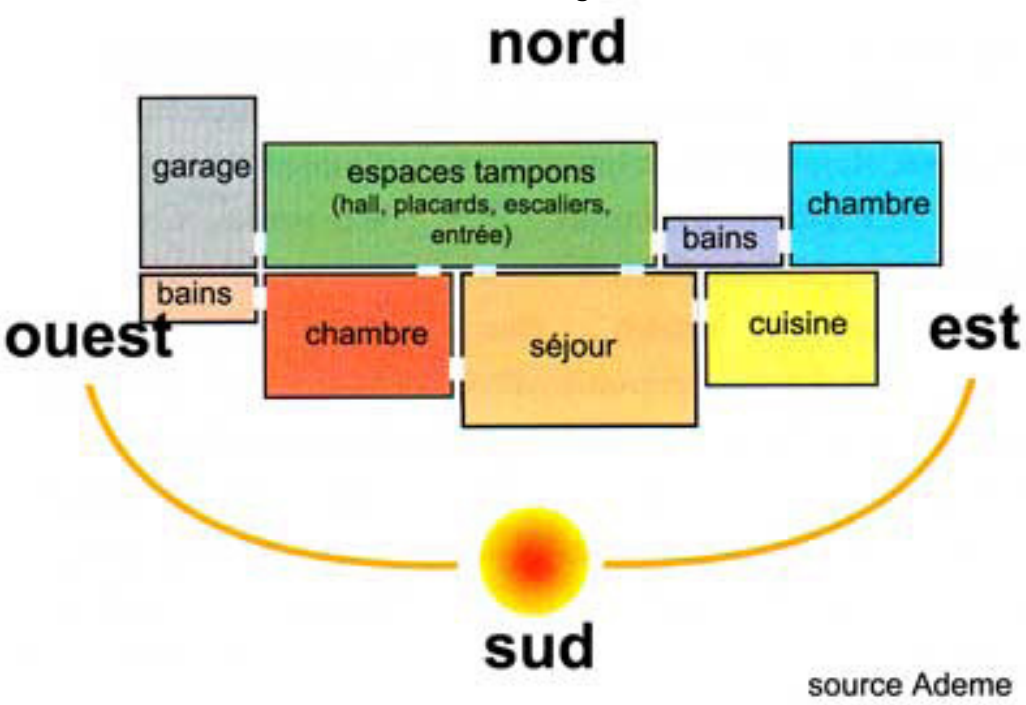 nord
garage
espaces tampons
(hall, placards, escaliers,
entrée)
chambre
bains
bains
chambre
séjour
cuisine
ouest
est
sud
source Ademe